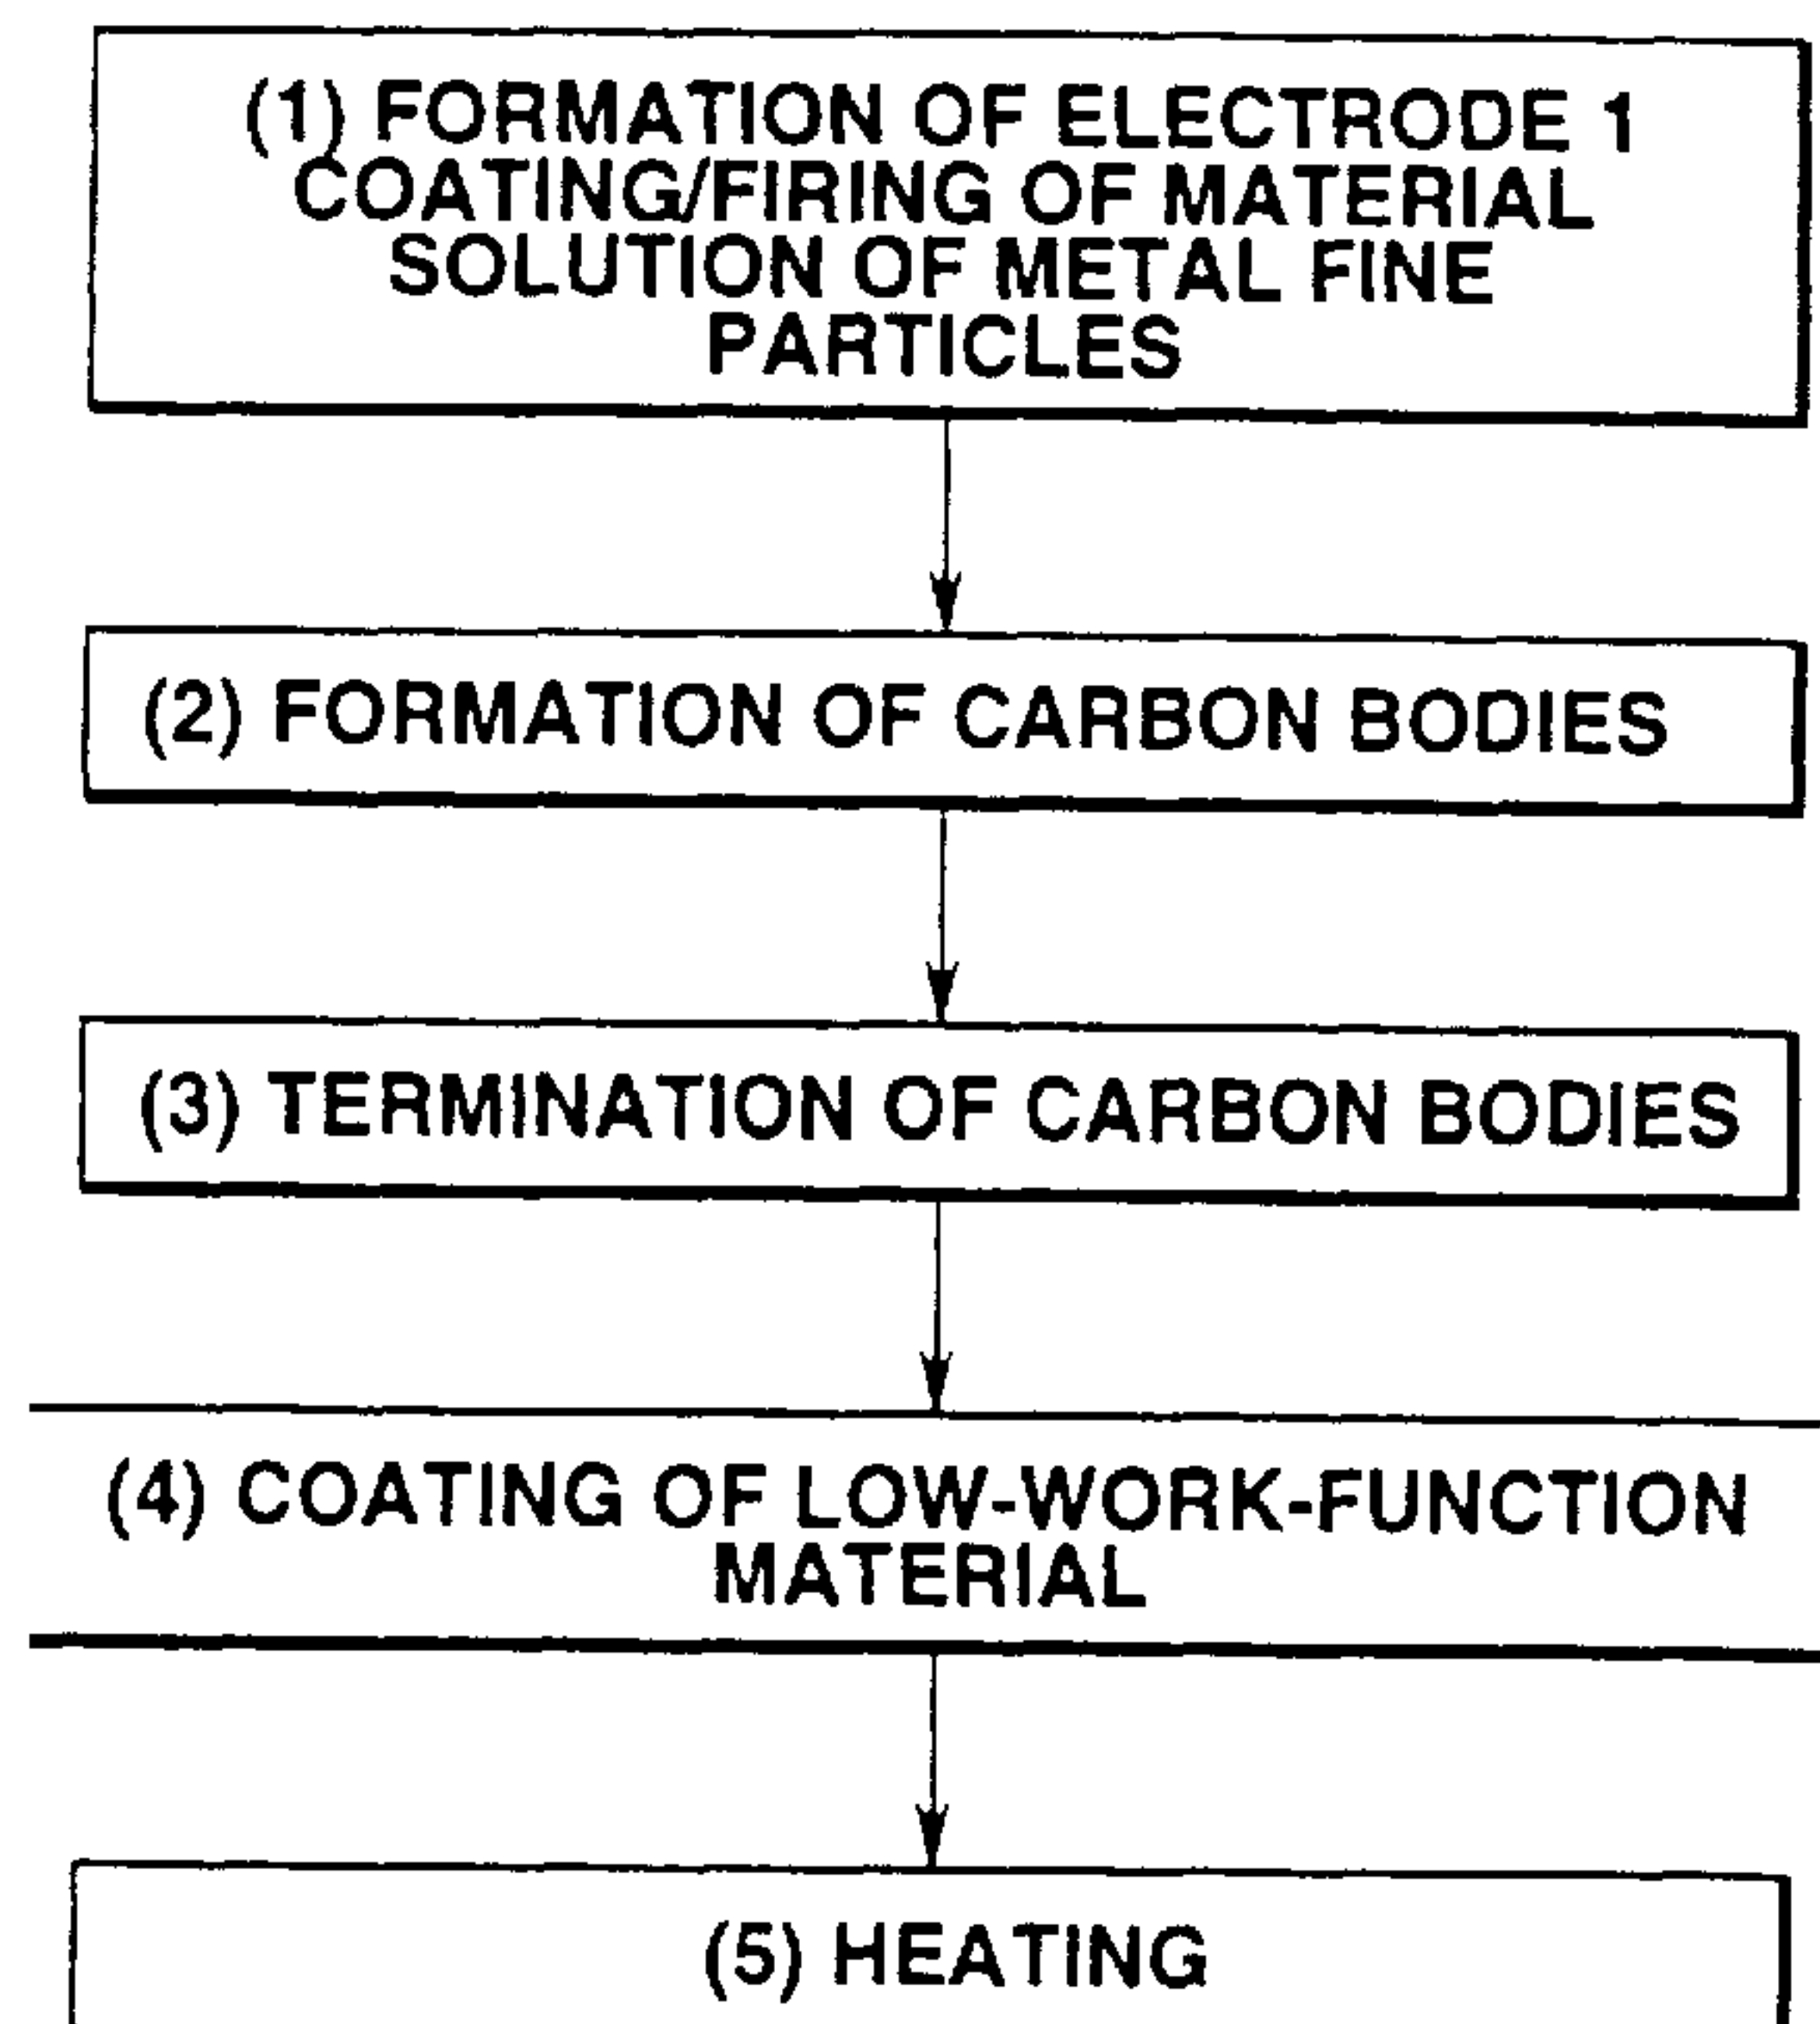 (1) FORMATION OF ELECTRODE 1
COATING/FIRING OF MATERIAL
SOLUTION OF METAL FINE
PARTICLES
(2) FORMATION OF CARBON BODIES
(3) TERMINATION OF CARBON BODIES
(4) COATING OF LOW-WORK-FUNCTION
MATERIAL
(5) HEATING